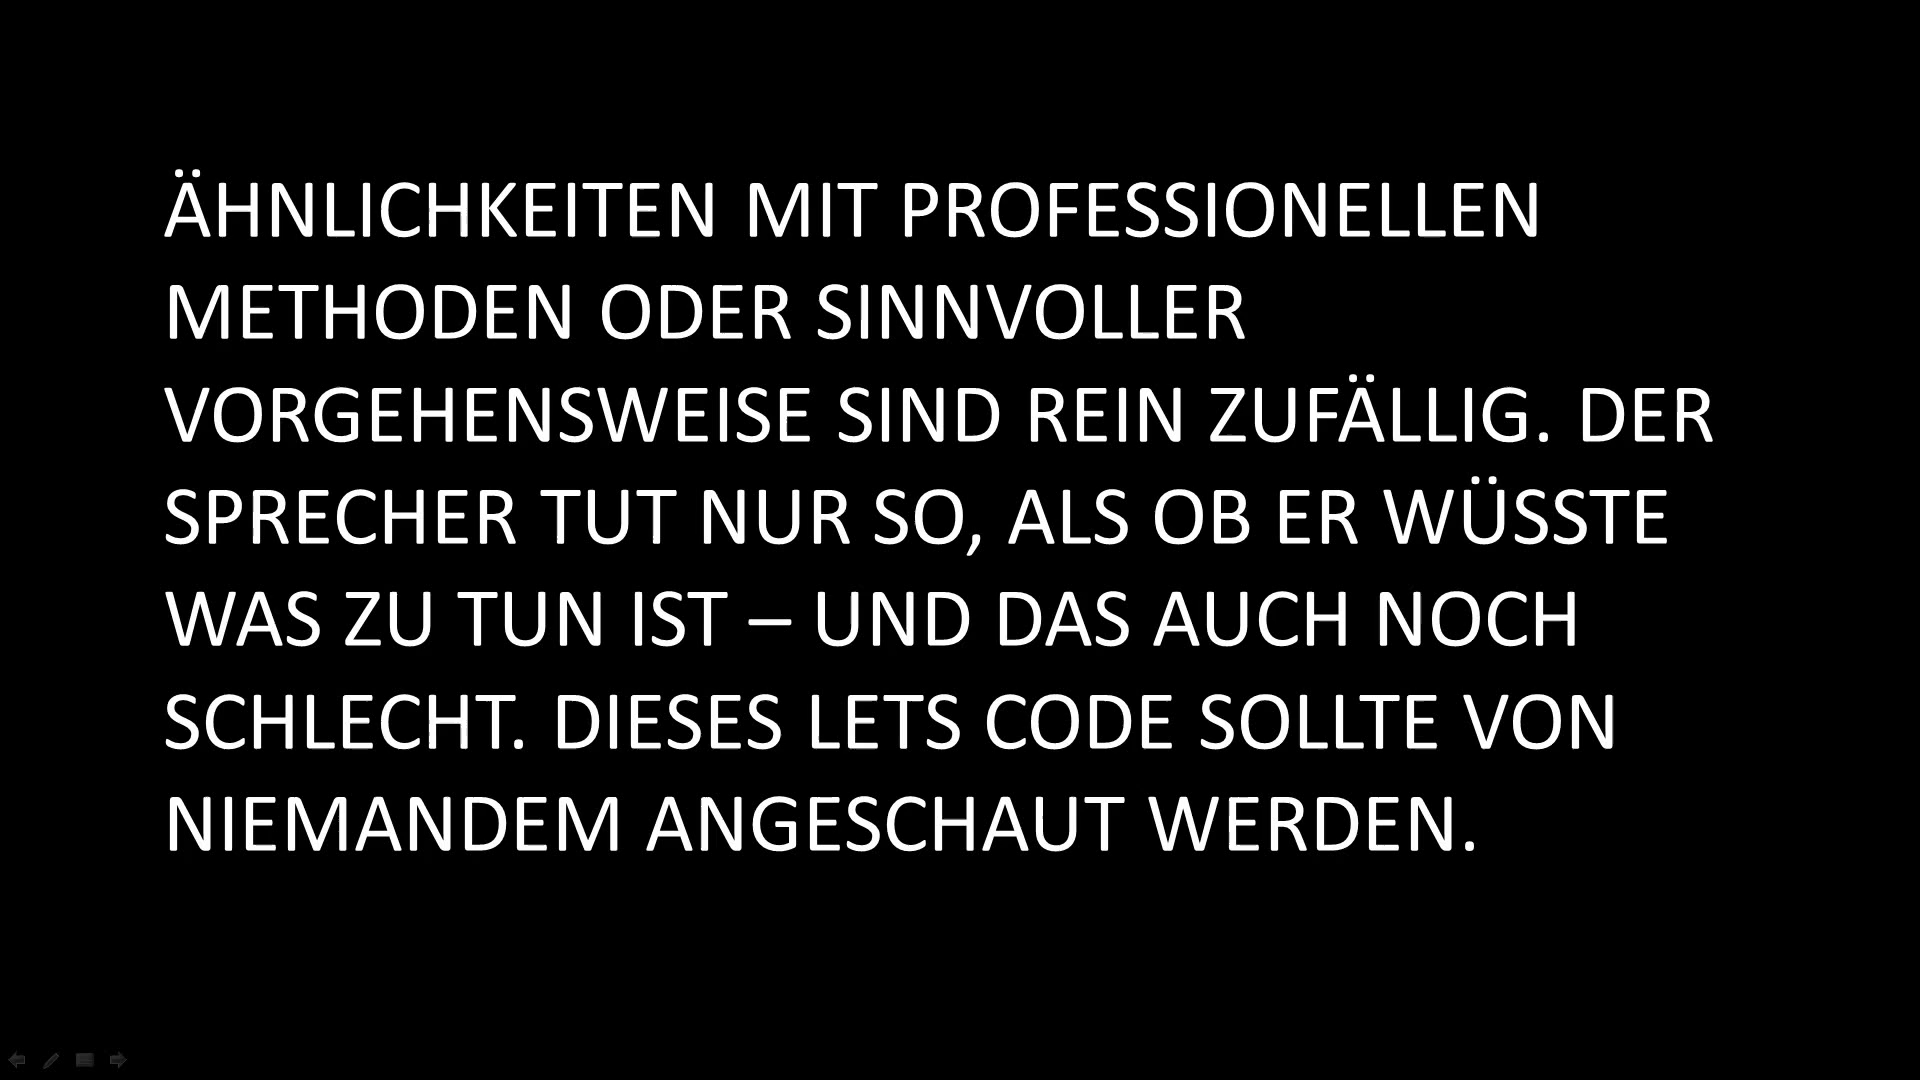 ÄHNLICHKEITEN MIT PROFESSIONELLEN
METHODEN ODER SINNVOLLER
VORGEHENSWEISE SIND REIN ZUFÄLLIG. DER
SPRECHER TUT NUR SO, ALS OB ER WÜSSTE
WAS ZU TUN IST – UND DAS AUCH NOCH
SCHLECHT. DIESES LETS CODE SOLLTE VON
NIEMANDEM ANGESCHAUT WERDEN.